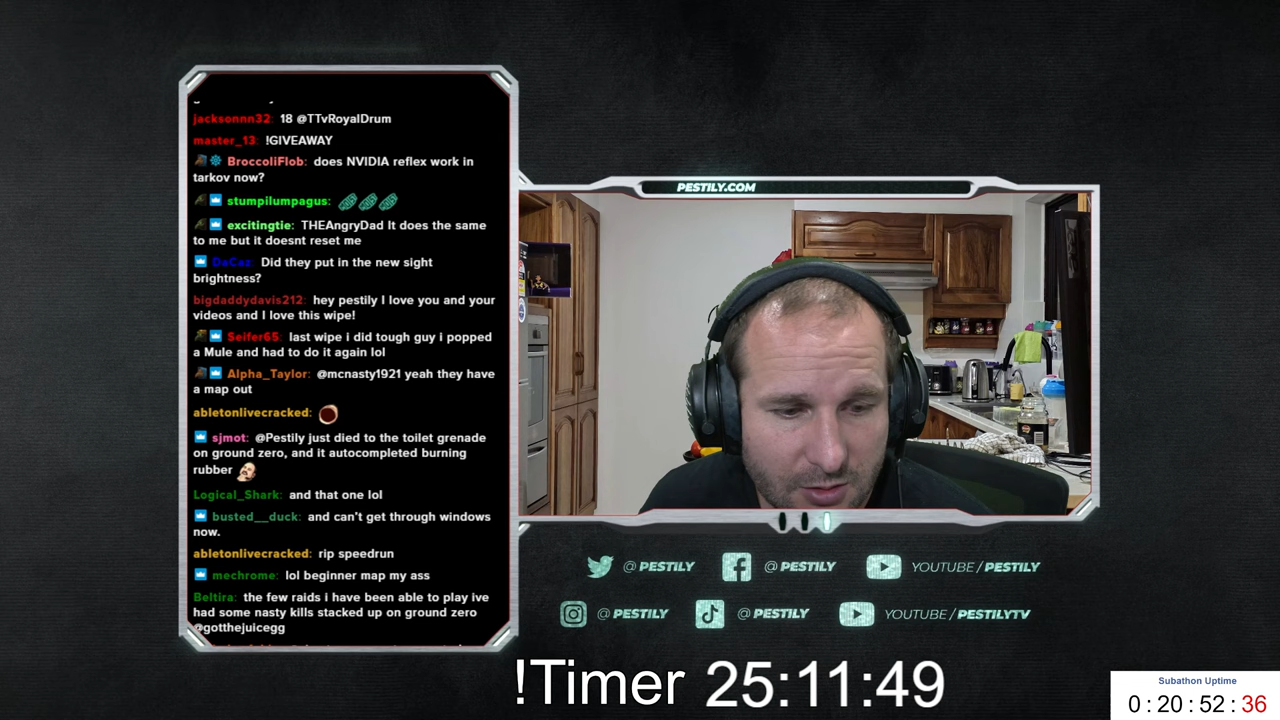 jacksonnn32: 18 @TTvRoyalDrum
master_13: !GIVEAWAY
BroccoliFlob: does NVIDIA reflex work in
tarkov now?
stumpilumpagus:
excitingtie: THEAngryDad It does the same
to me but it doesnt reset me
DaCaz: Did they put in the new sight
brightness?
bigdaddydavis212: hey pestily I love you and your
videos and I love this wipe!
Seifer65: last wipe i did tough guy i popped
a Mule and had to do it again lol
Alpha_Taylor: @mcnasty1921 yeah they have
a map out
abletonlivecracked:
sjmot: @Pestily just died to the toilet grenade
on ground zero, and it autocompleted burning
rubber
Logical_Shark: and that one lol
busted__duck: and can't get through windows
now.
abletonlivecracked: rip speedrun
mechrome: lol beginner map my ass
Beltira: the few raids i have been able to play ive
had some nasty kills stacked up on ground zero
@gotthejuicegg
PESTILY.COM
@PESTILY @PESTILY YOUTUBE/PESTILY
@PESTILY @PESTILY YOUTUBE/PESTILYTV
!Timer 25:11:49
Subathon Uptime
0:20:52:36